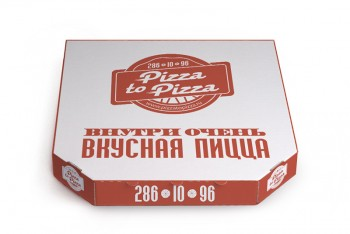 286 10 96
Pizza
to Pizza
ВНУТРИ ОЧЕНЬ
ВКУСНАЯ ПИЦЦА
286 10 96